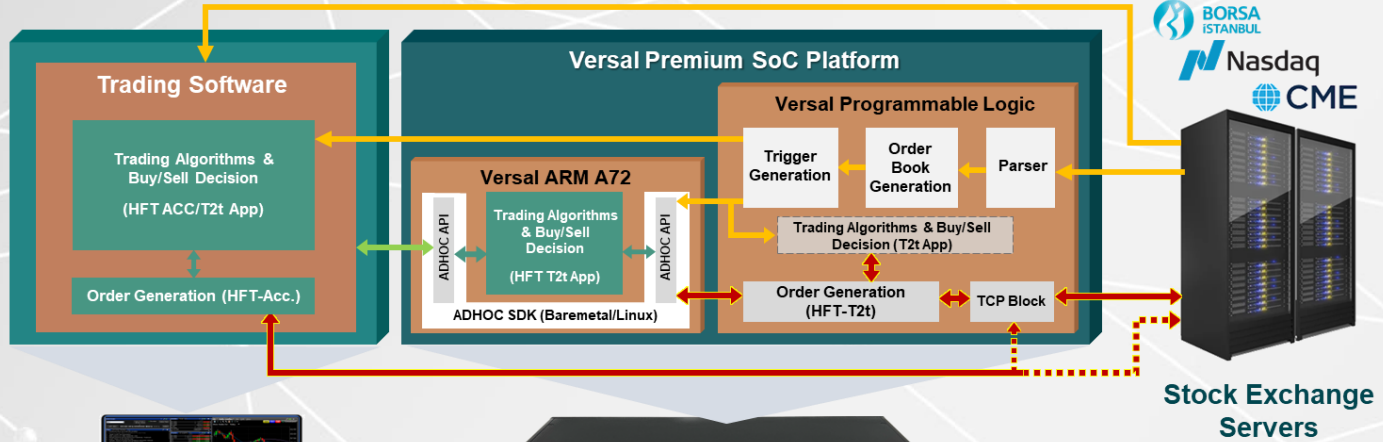 BORSA
İSTANBUL
Nasdaq
CME
Versal Premium SoC Platform
Trading Software
Trading Algorithms &
Buy/Sell Decision
(HFT ACC/T2t App)
Order Generation (HFT-Acc.)
Versal ARM A72
ADHOC API
Trading Algorithms
& Buy/Sell
Decision
(HFT T2t App)
ADHOC API
ADHOC SDK (Baremetal/Linux)
Versal Programmable Logic
Trigger
Generation
Order
Book
Generation
Parser
Trading Algorithms & Buy/Sell
Decision (T2t App)
Order Generation
(HFT-T2t)
TCP Block
Stock Exchange
Servers